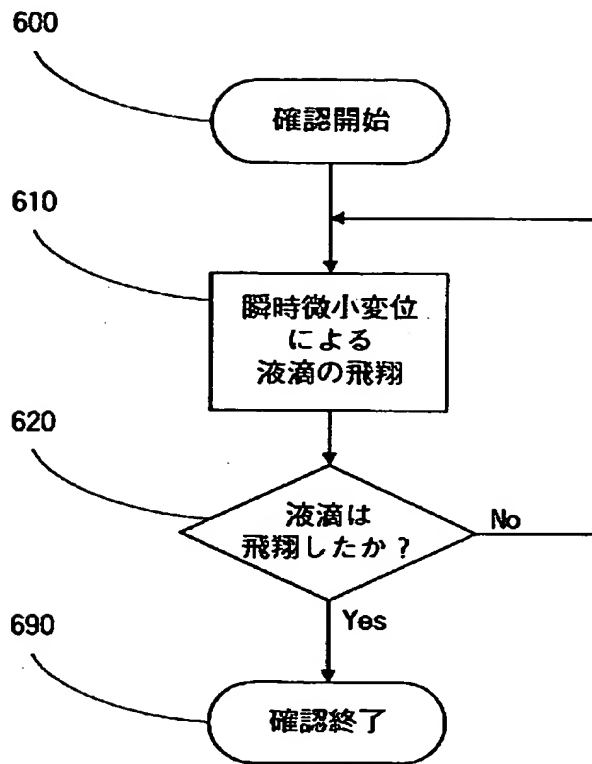 600
確認開始
610
瞬時微小変位
による
液滴の飛翔
620
液滴は
飛翔したか?
No
Yes
690
確認終了